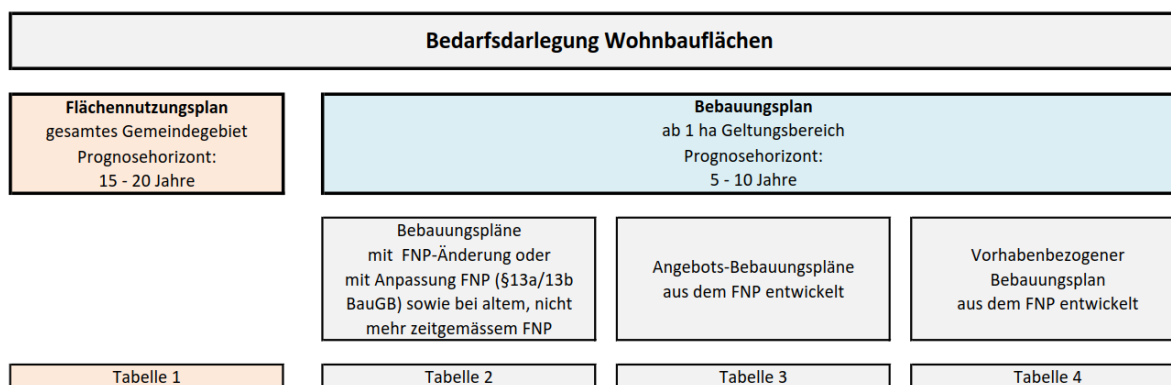 Bedarfsdarlegung Wohnbauflächen
Flächennutzungsplan
gesamtes Gemeindegebiet
Prognosehorizont:
15 - 20 Jahre
Bebauungsplan
ab 1 ha Geltungsbereich
Prognosehorizont:
5 - 10 Jahre
Bebauungspläne
mit FNP-Änderung oder
mit Anpassung FNP (§13a/13b
BauGB) sowie bei altem, nicht
mehr zeitgemässem FNP
Angebots-Bebauungspläne
aus dem FNP entwickelt
Vorhabenbezogener
Bebauungsplan
aus dem FNP entwickelt
Tabelle 1
Tabelle 2
Tabelle 3
Tabelle 4